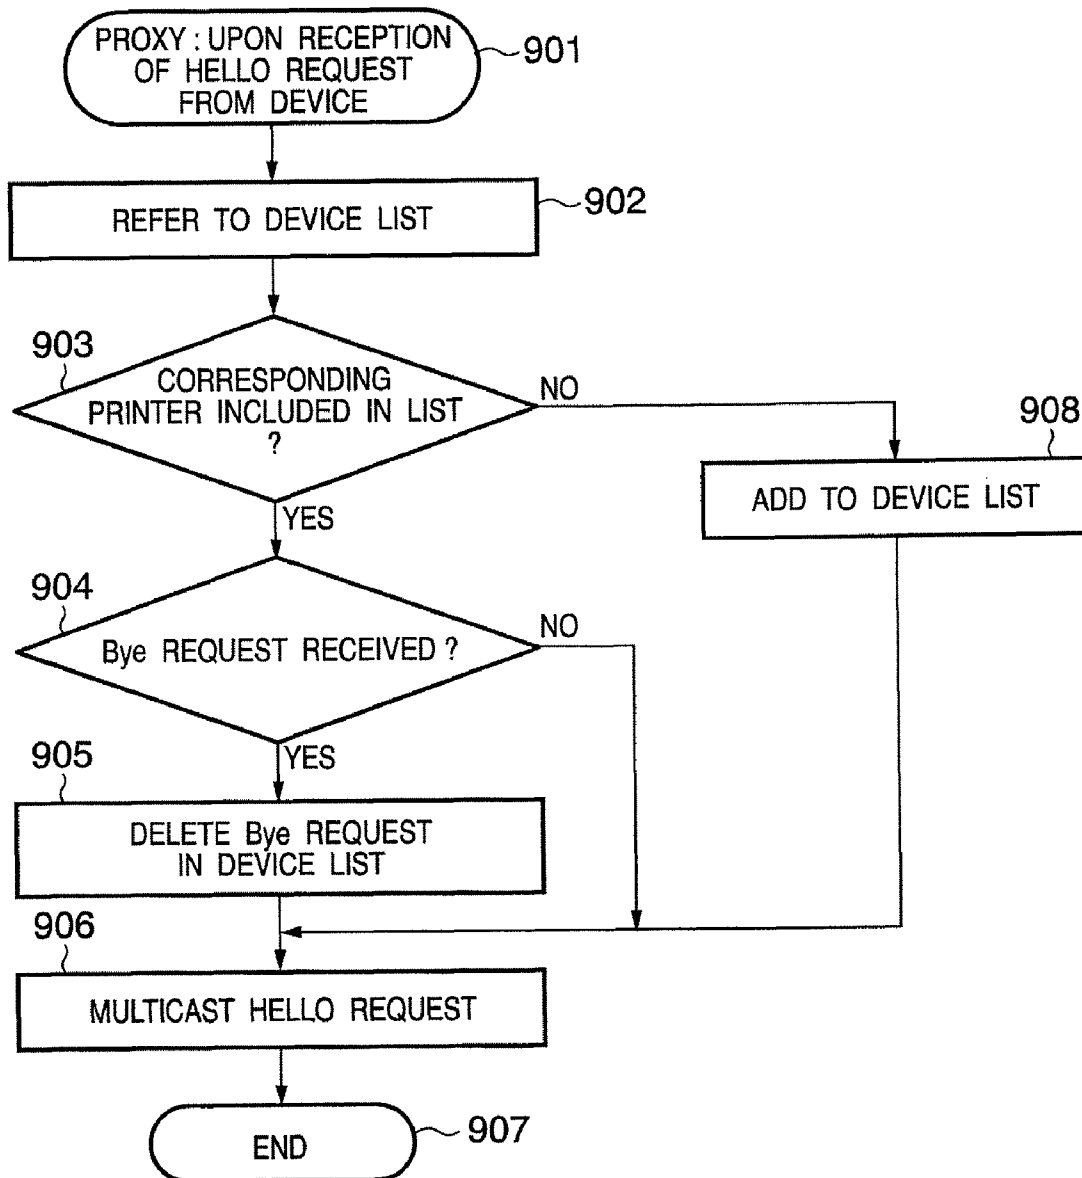 PROXY : UPON RECEPTION
OF HELLO REQUEST
FROM DEVICE
901
REFER TO DEVICE LIST
902
903
CORRESPONDING
PRINTER INCLUDED IN LIST
?
NO
YES
908
ADD TO DEVICE LIST
904
Bye REQUEST RECEIVED ?
NO
YES
905
DELETE Bye REQUEST
IN DEVICE LIST
906
MULTICAST HELLO REQUEST
END
907